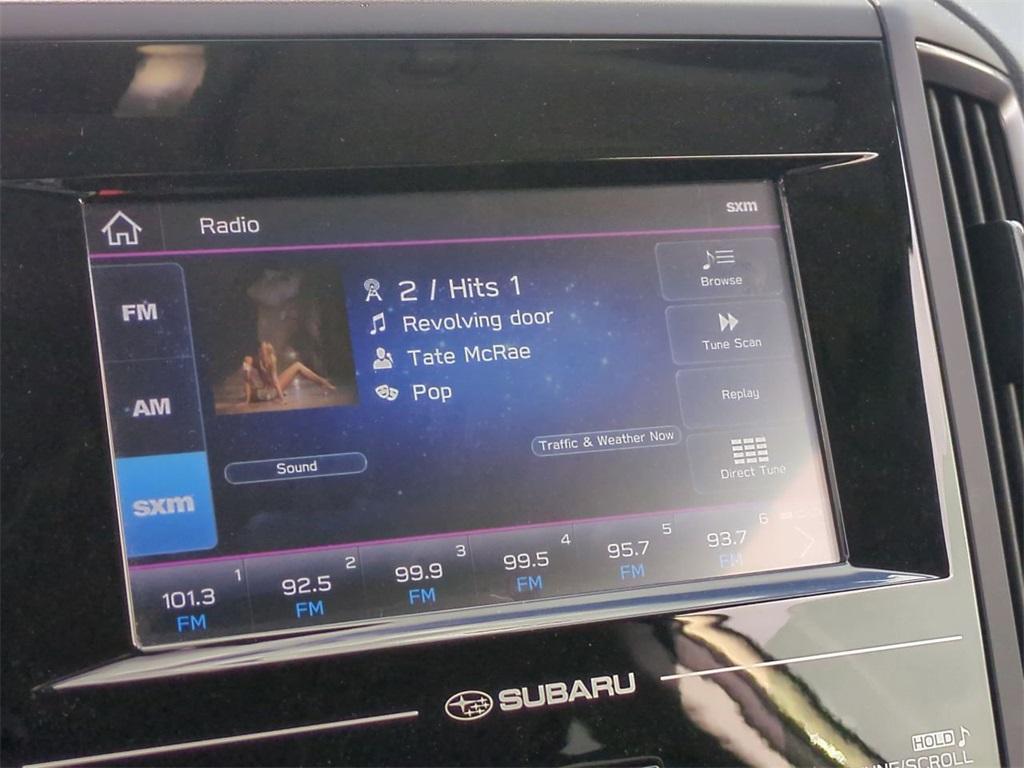 Radio
sxm
FM
AM
sxm
2 / Hits 1
Revolving door
Tate McRae
Pop
Browse
Tune Scan
Replay
Direct Tune
Traffic & Weather Now
Sound
1
101.3
FM
2
92.5
FM
3
99.9
FM
4
99.5
FM
5
95.7
FM
6
93.7
FM
SUBARU
HOLD
TUNE/SCROLL